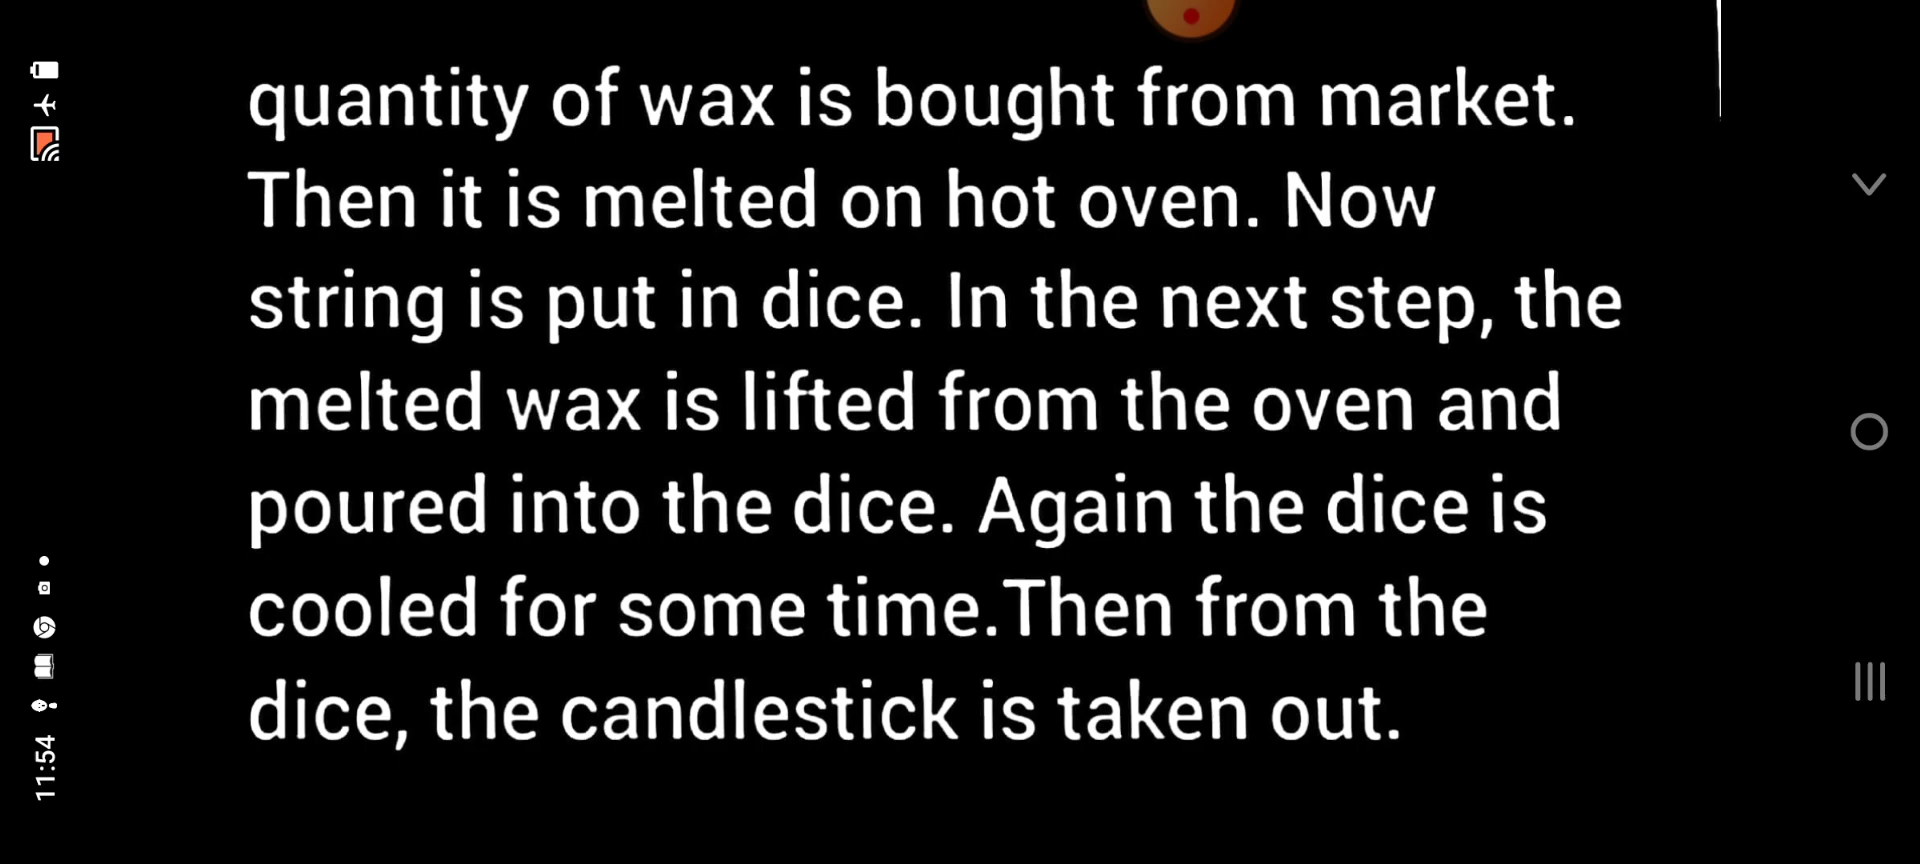 quantity of wax is bought from market.
Then it is melted on hot oven. Now
string is put in dice. In the next step, the
melted wax is lifted from the oven and
poured into the dice. Again the dice is
cooled for some time.Then from the
dice, the candlestick is taken out.
11:54